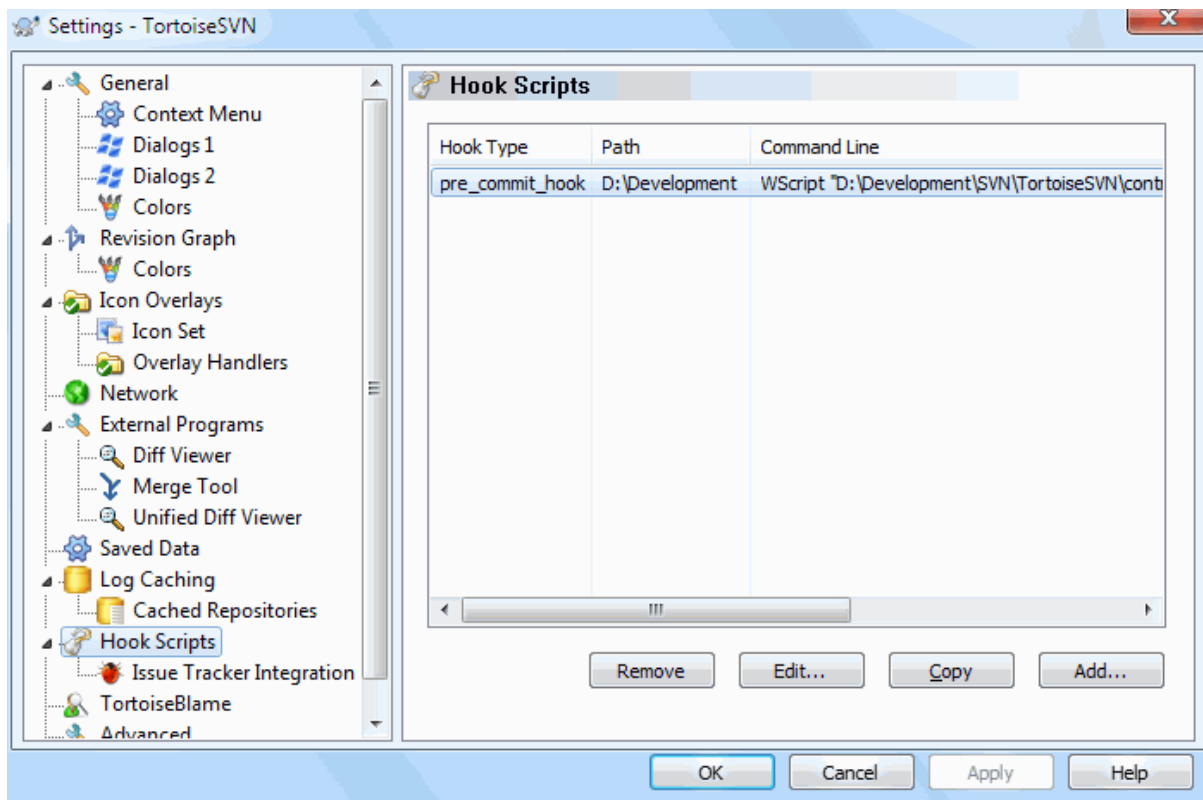 Settings - TortoiseSVN
General
Context Menu
Dialogs 1
Dialogs 2
Colors
Revision Graph
Colors
Icon Overlays
Icon Set
Overlay Handlers
Network
External Programs
Diff Viewer
Merge Tool
Unified Diff Viewer
Saved Data
Log Caching
Cached Repositories
Hook Scripts
Issue Tracker Integration
TortoiseBlame
Advanced
Hook Scripts
Hook Type Path Command Line
pre_commit_hook D:\Development WScript "D:\Development\SVN\TortoiseSVN\contr
Remove Edit... Copy Add...
OK Cancel Apply Help